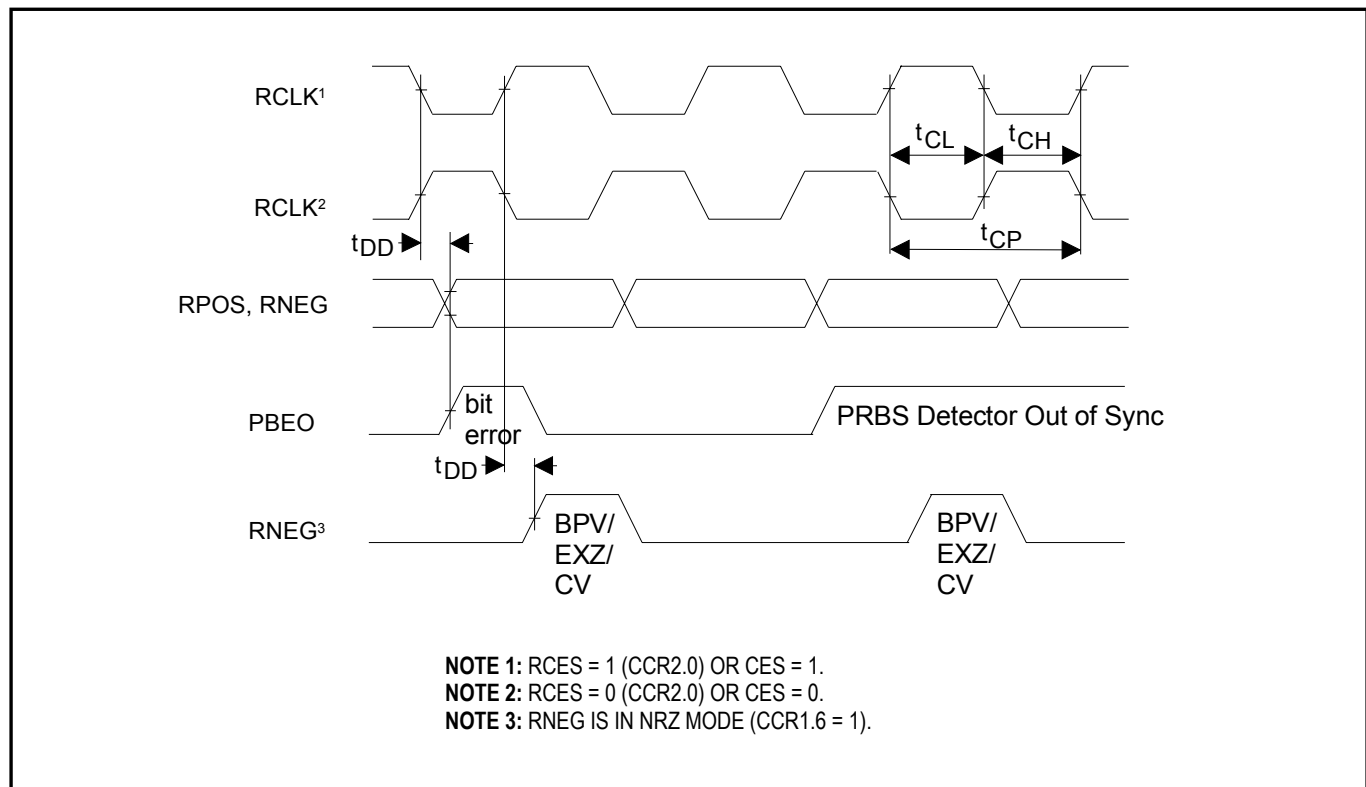 RCLK¹
tCL
tCH
RCLK²
tDD
tCP
RPOS, RNEG
PBEO
bit
error
PRBS Detector Out of Sync
tDD
RNEG³
BPV/
EXZ/
CV
BPV/
EXZ/
CV
NOTE 1: RCES = 1 (CCR2.0) OR CES = 1.
NOTE 2: RCES = 0 (CCR2.0) OR CES = 0.
NOTE 3: RNEG IS IN NRZ MODE (CCR1.6 = 1).